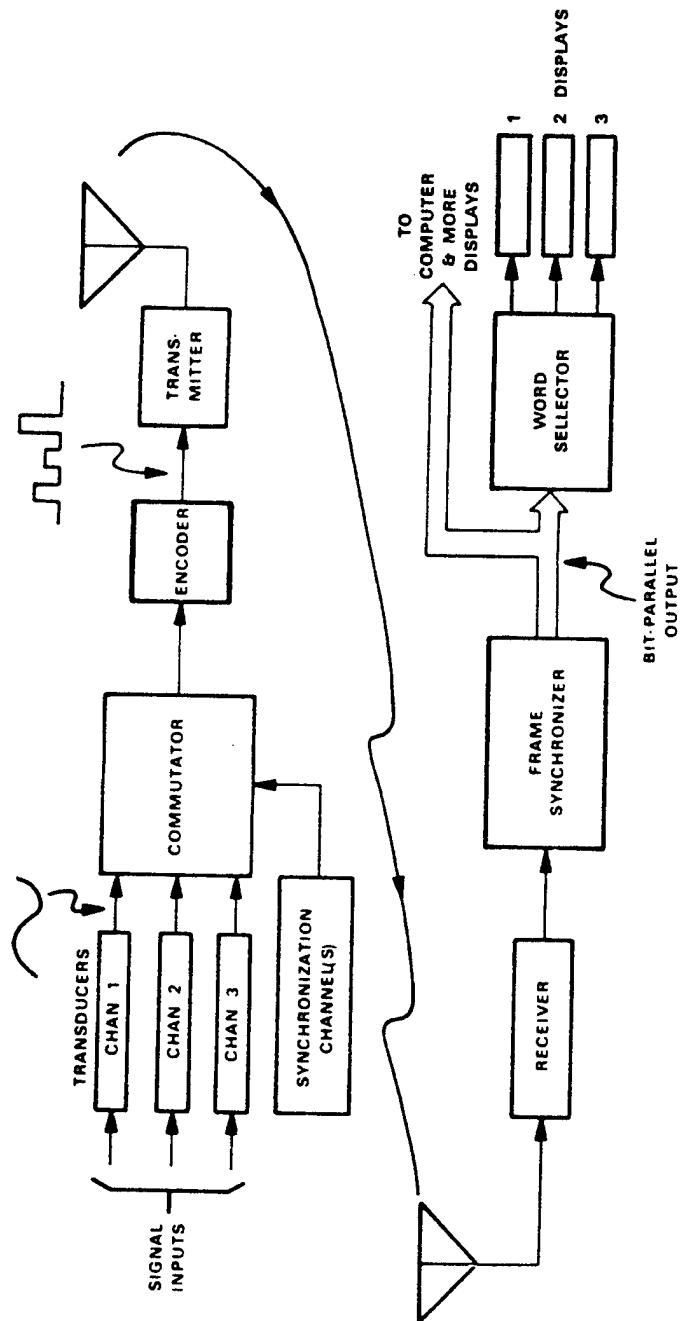 SIGNAL
INPUTS
TRANSDUCERS
CHAN 1
CHAN 2
CHAN 3
SYNCHRONIZATION
CHANNEL(S)
COMMUTATOR
ENCODER
TRANS-
MITTER
RECEIVER
FRAME
SYNCHRONIZER
BIT-PARALLEL
OUTPUT
TO
COMPUTER
& MORE
DISPLAYS
WORD
SELLECTOR
1
2 DISPLAYS
3